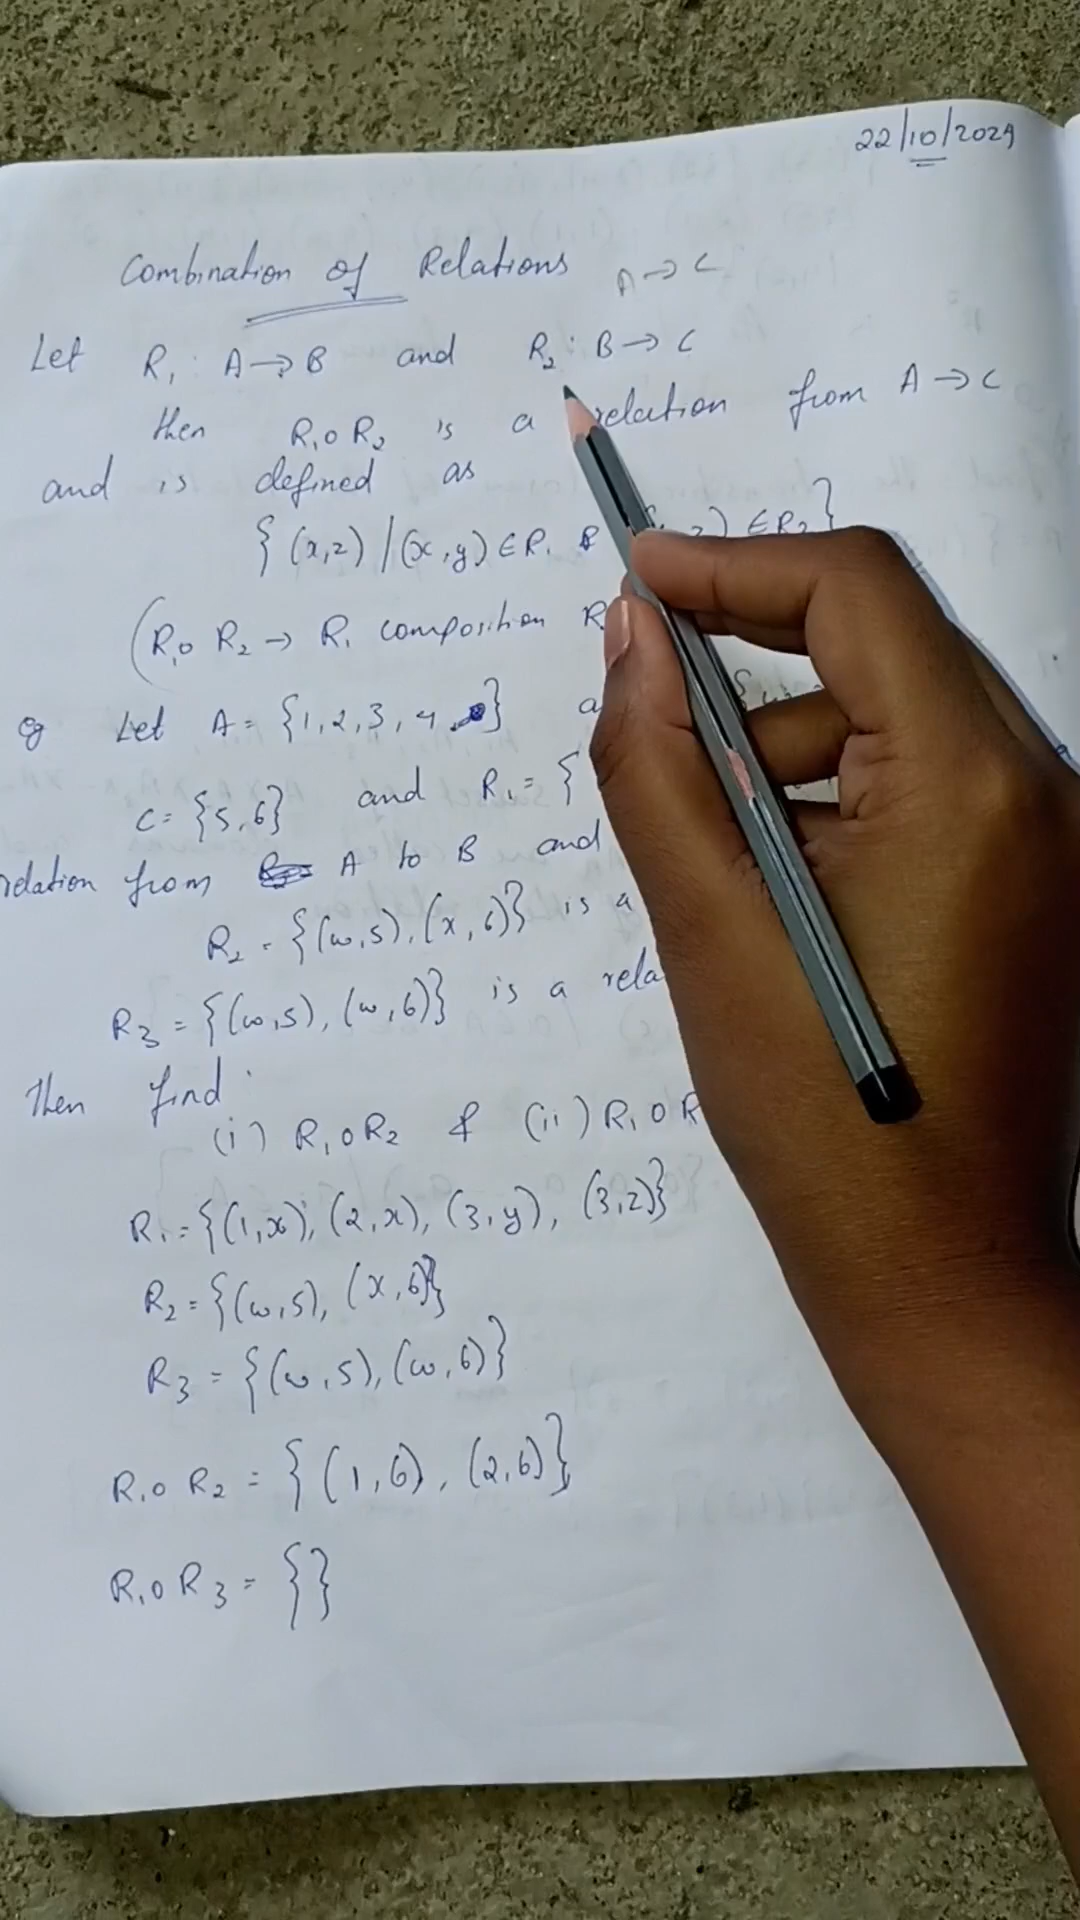 22/10/2024
Combination of Relations A → C
Let R₁ : A → B and R₂ : B → C
then R₁ o R₂ is a relation from A → C
and is defined as
{ (x,z) / (x,y) ∈ R₁ & z) ∈ R₂ }
( R₁ o R₂ → R₁ composition R
eg Let A = {1,2,3,4 }
C = {5,6} and R₁ = {
relation from A to B and
R₂ = {(w,5), (x,6)} is a
R₃ = {(w,5), (w,6)} is a rela
Then find
(i) R₁ o R₂ & (ii) R₁ o R
R₁ = {(1,x), (2,x), (3,y), (3,z)}
R₂ = {(w,5), (x,6)}
R₃ = {(w,5), (w,6)}
R₁ o R₂ = { (1,6), (2,6)}
R₁ o R₃ = { }